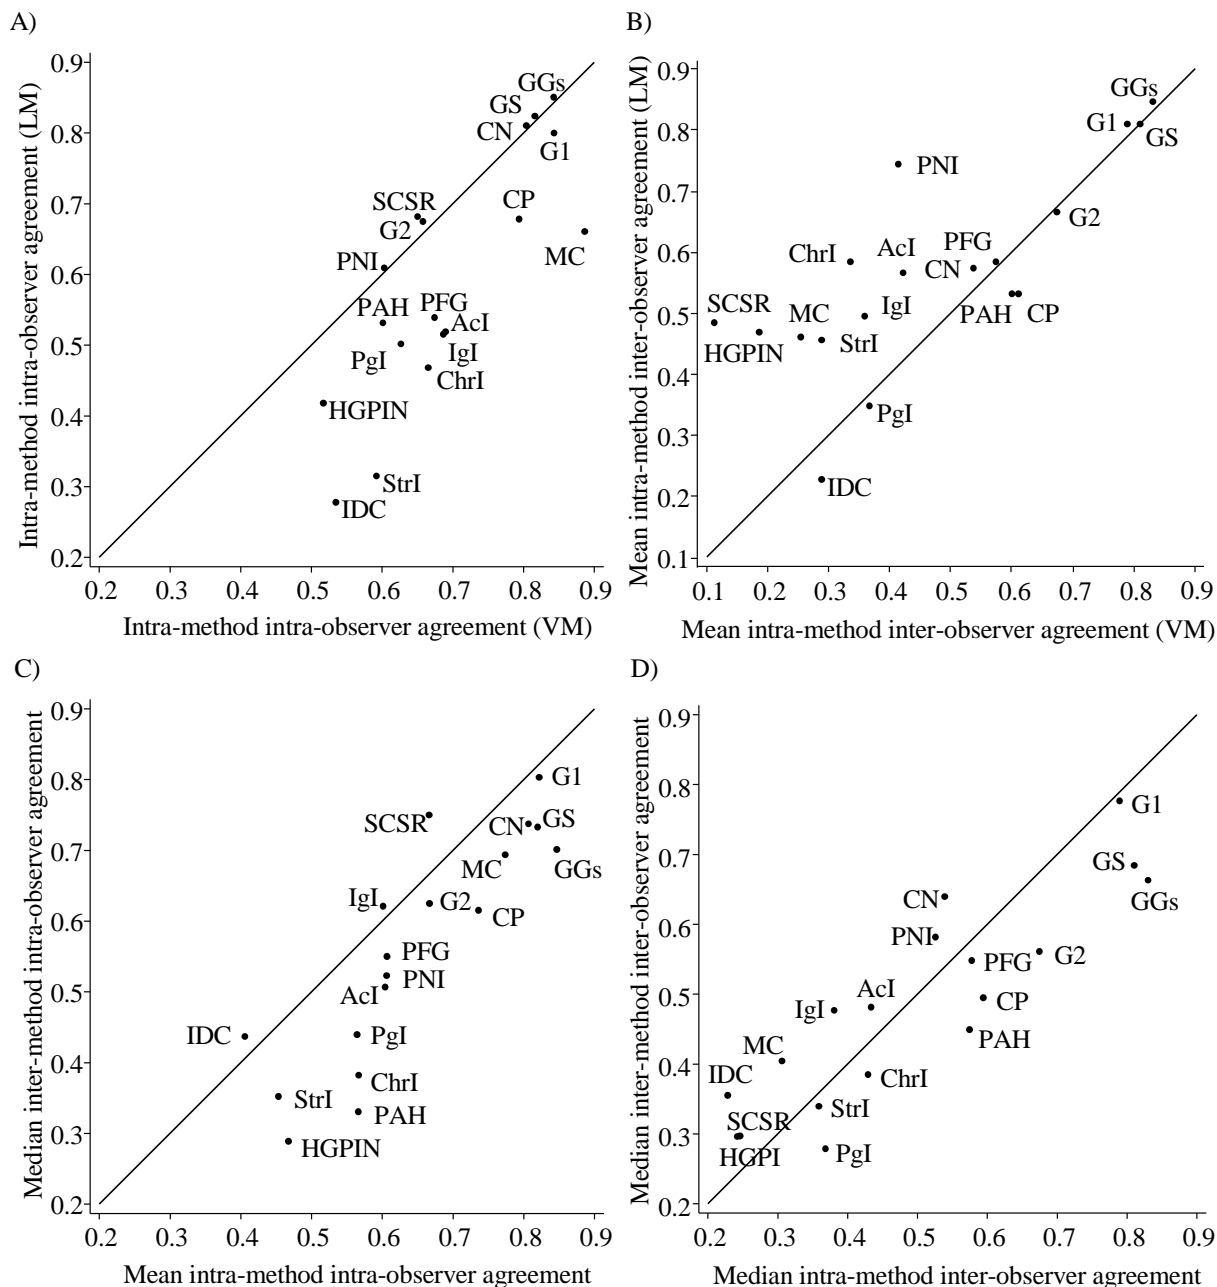 A)
Intra-method intra-observer agreement (LM)
0.9
0.8
0.7
0.6
0.5
0.4
0.3
0.2
GGs
GS
CN
G1
SCSR
G2
CP
MC
PNI
PAH
PFG
AcI
PgI
IgI
ChrI
HGPIN
StrI
IDC
0.2 0.3 0.4 0.5 0.6 0.7 0.8 0.9
Intra-method intra-observer agreement (VM)
B)
Mean intra-method inter-observer agreement (LM)
0.9
0.8
0.7
0.6
0.5
0.4
0.3
0.2
0.1
GGs
G1
GS
PNI
G2
ChrI
AcI
PFG
CN
SCSR
MC
IgI
PAH
CP
HGPIN
StrI
PgI
IDC
0.1 0.2 0.3 0.4 0.5 0.6 0.7 0.8 0.9
Mean intra-method inter-observer agreement (VM)
C)
Median inter-method intra-observer agreement
0.9
0.8
0.7
0.6
0.5
0.4
0.3
0.2
G1
SCSR
CN
GS
MC
GGs
IgI
G2
CP
PFG
PNI
AcI
IDC
PgI
ChrI
StrI
PAH
HGPIN
0.2 0.3 0.4 0.5 0.6 0.7 0.8 0.9
Mean intra-method intra-observer agreement
D)
Median inter-method inter-observer agreement
0.9
0.8
0.7
0.6
0.5
0.4
0.3
0.2
G1
GS
GGs
CN
PNI
PFG
G2
AcI
IgI
CP
PAH
MC
IDC
ChrI
StrI
SCSR
HGPI
PgI
0.2 0.3 0.4 0.5 0.6 0.7 0.8 0.9
Median intra-method inter-observer agreement